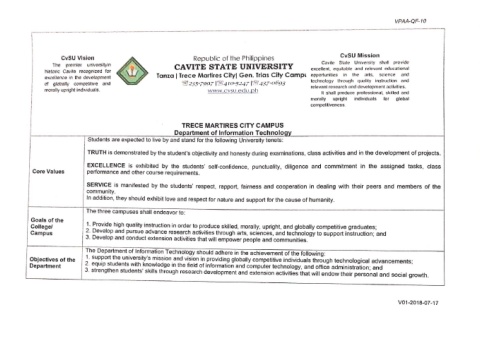 VPAA-QF-10
CvSU Vision
The premier university in
historic Cavite recognized for
excellence in the development
of globally competitive and
morally upright individuals.
Republic of the Philippines
CAVITE STATE UNIVERSITY
Tanza | Trece Martires City| Gen. Trias City Campus
www.cvsu.edu.ph
CvSU Mission
Cavite State University shall provide
excellent, equitable and relevant educational
opportunities in the arts, science and
technology through quality instruction and
relevant research and development activities.
It shall produce professional, skilled and
morally upright individuals for global
competitiveness.
TRECE MARTIRES CITY CAMPUS
Department of Information Technology
Core Values
Students are expected to live by and stand for the following University tenets:
TRUTH is demonstrated by the student's objectivity and honesty during examinations, class activities and in the development of projects.
EXCELLENCE is exhibited by the students' self-confidence, punctuality, diligence and commitment in the assigned tasks, class
performance and other course requirements.
SERVICE is manifested by the students' respect, rapport, fairness and cooperation in dealing with their peers and members of the
community.
In addition, they should exhibit love and respect for nature and support for the cause of humanity.
Goals of the
College/
Campus
The three campuses shall endeavor to:
1. Provide high quality instruction in order to produce skilled, morally, upright, and globally competitive graduates;
2. Develop and pursue advance research activities through arts, sciences, and technology to support instruction; and
3. Develop and conduct extension activities that will empower people and communities.
Objectives of the
Department
The Department of Information Technology should adhere in the achievement of the following:
1. support the university's mission and vision in providing globally competitive individuals through technological advancements;
2. equip students with knowledge in the field of information and computer technology, and office administration; and
3. strengthen students' skills through research development and extension activities that will endow their personal and social growth.
V01-2018-07-17